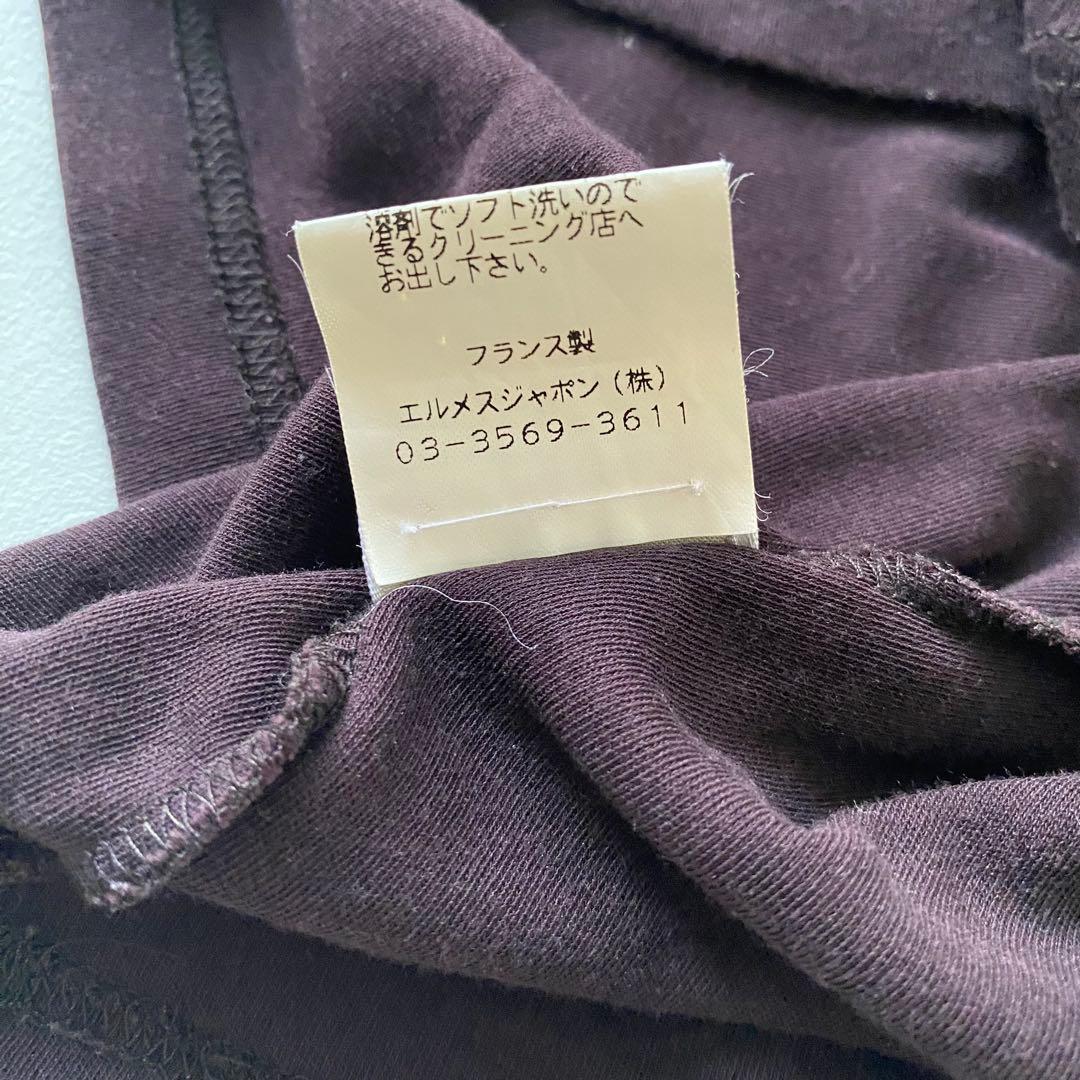 溶剤でソフト洗いので
きるクリーニング店へ
お出し下さい。
フランス製
エルメスジャポン(株)
03-3569-3611